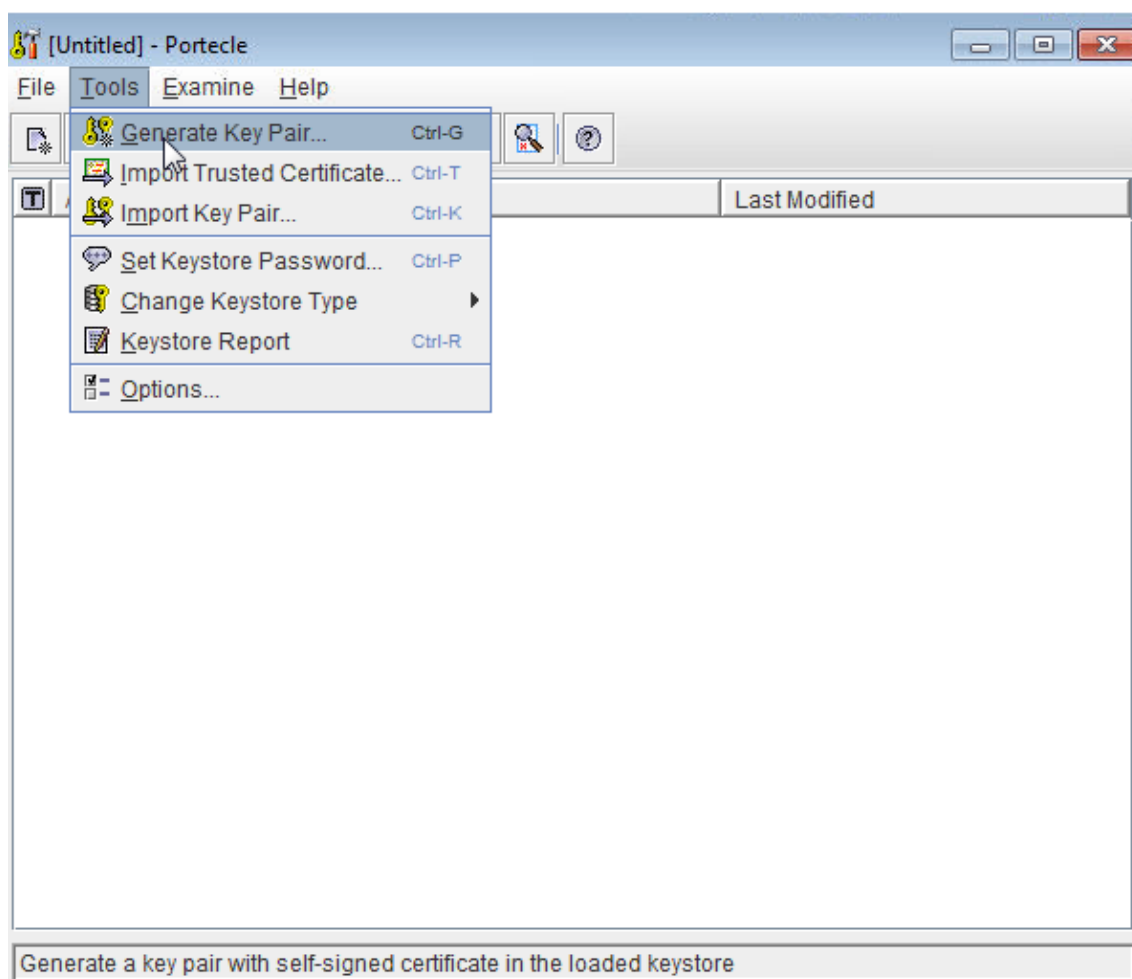 [Untitled] - Portecle
File Tools Examine Help
Generate Key Pair... Ctrl-G
Import Trusted Certificate... Ctrl-T
Import Key Pair... Ctrl-K
T Last Modified
Set Keystore Password... Ctrl-P
Change Keystore Type
Keystore Report Ctrl-R
Options...
Generate a key pair with self-signed certificate in the loaded keystore